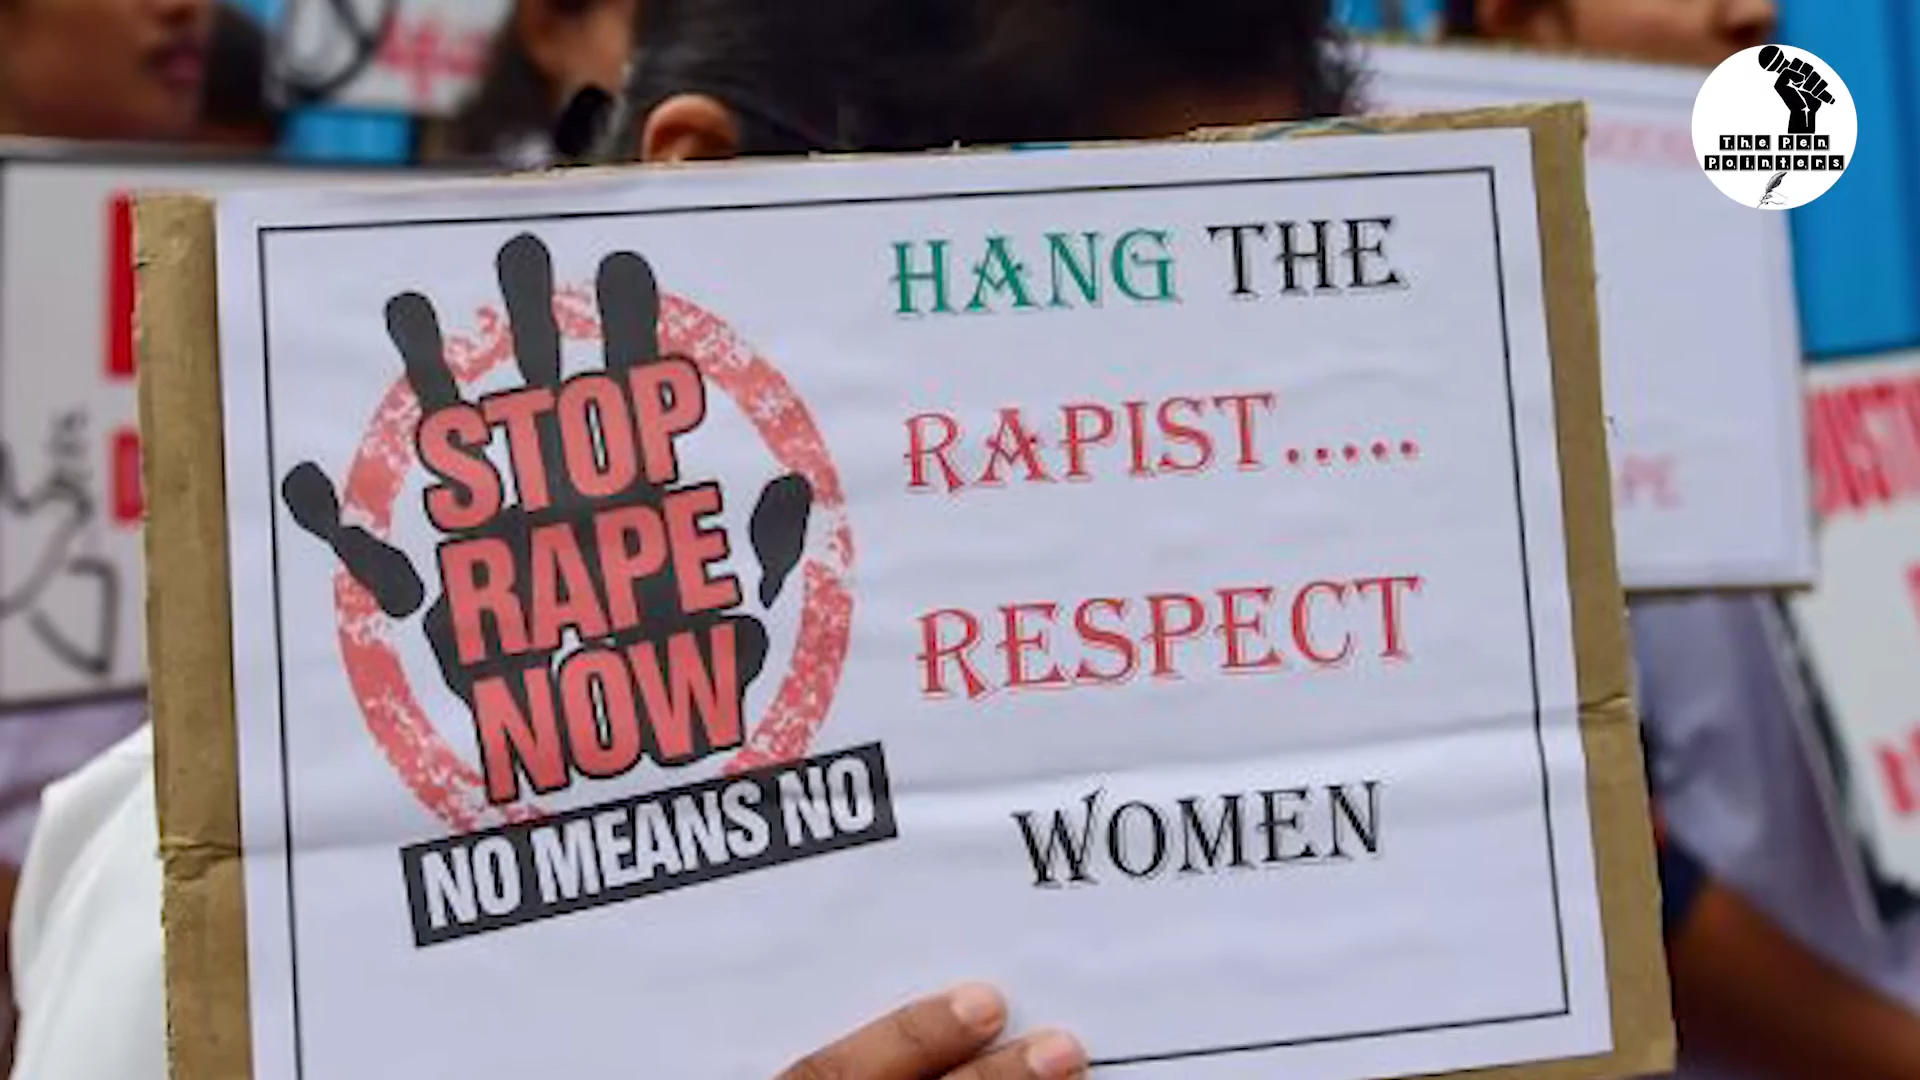 The Pen
Pointers
STOP
RAPE
NOW
NO MEANS NO
HANG THE
RAPIST.....
RESPECT
WOMEN